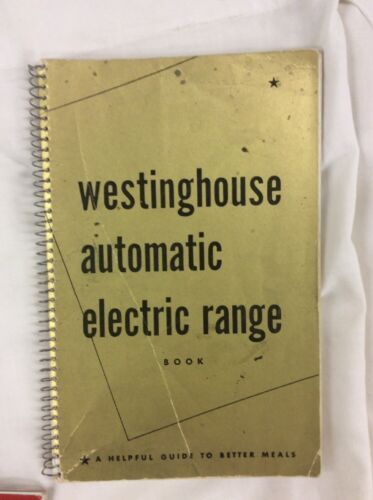 westinghouse
automatic
electric range
BOOK
A HELPFUL GUIDE TO BETTER MEALS